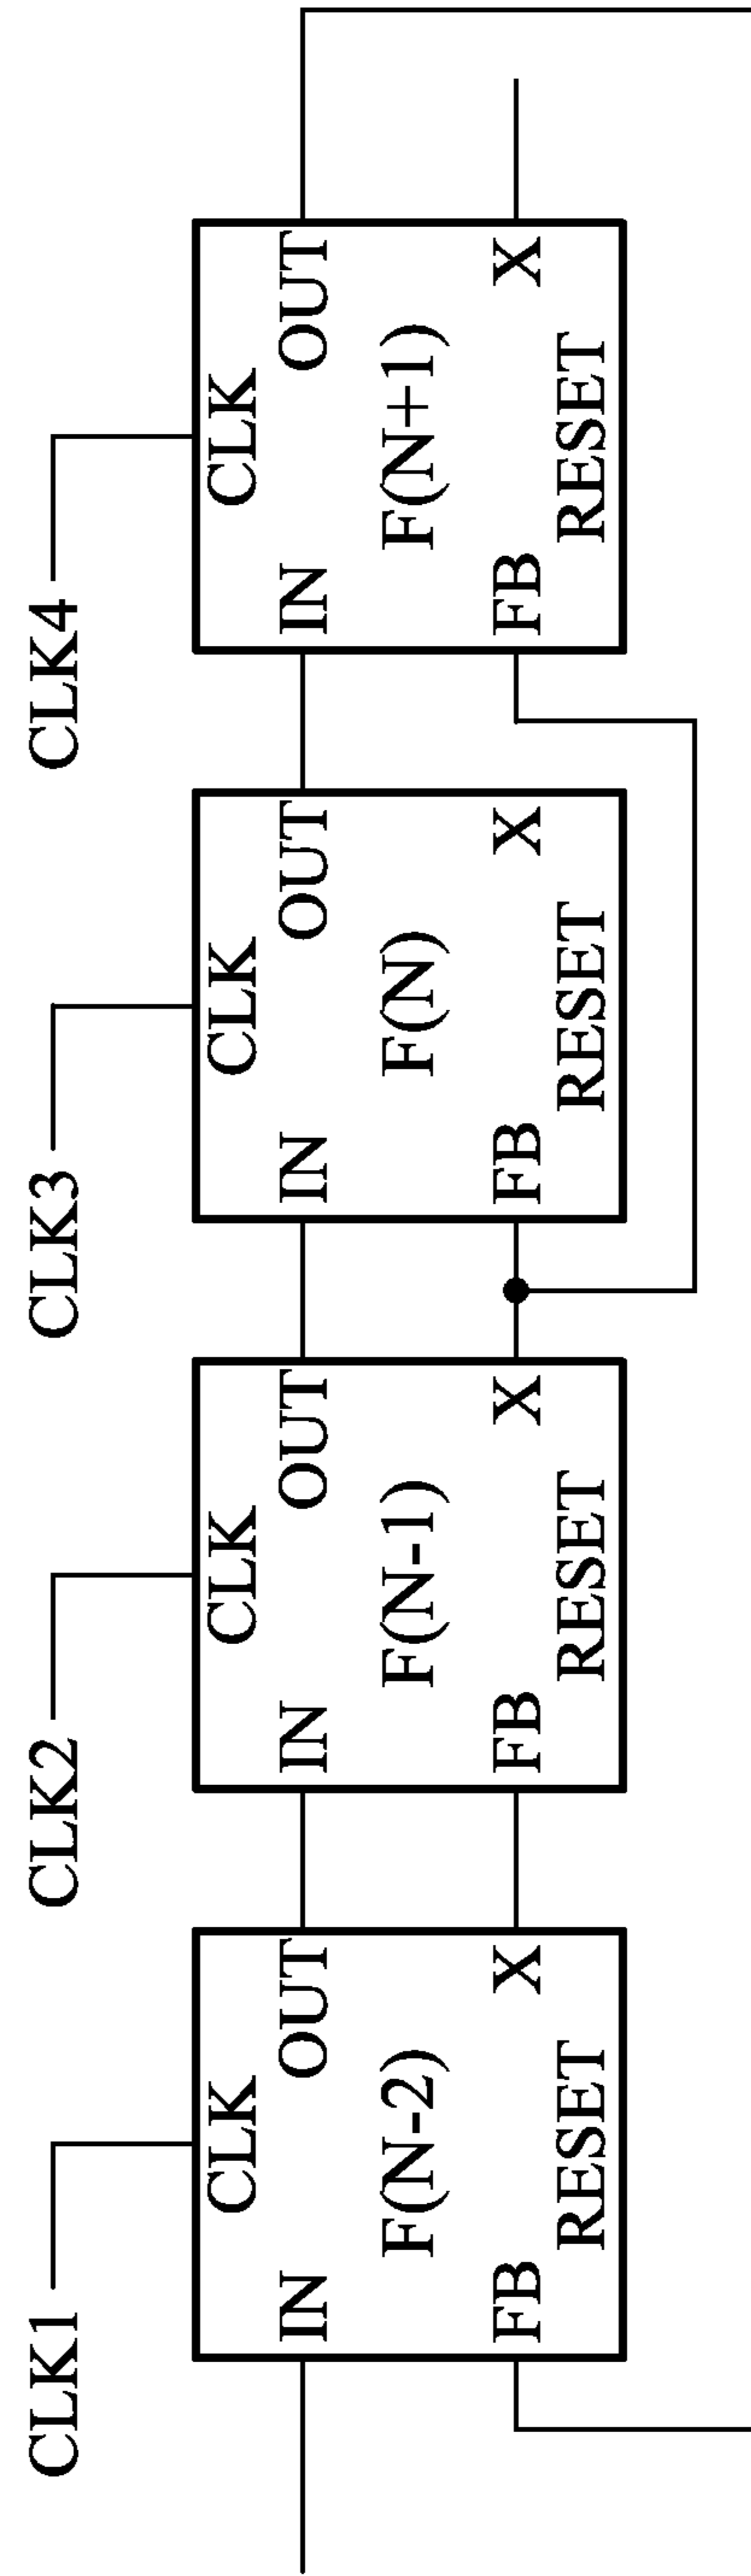 CLK1
CLK2
CLK3
CLK4
CLK
IN
OUT
F(N-2)
FB
X
RESET
CLK
IN
OUT
F(N-1)
FB
X
RESET
CLK
IN
OUT
F(N)
FB
X
RESET
CLK
IN
OUT
F(N+1)
FB
X
RESET